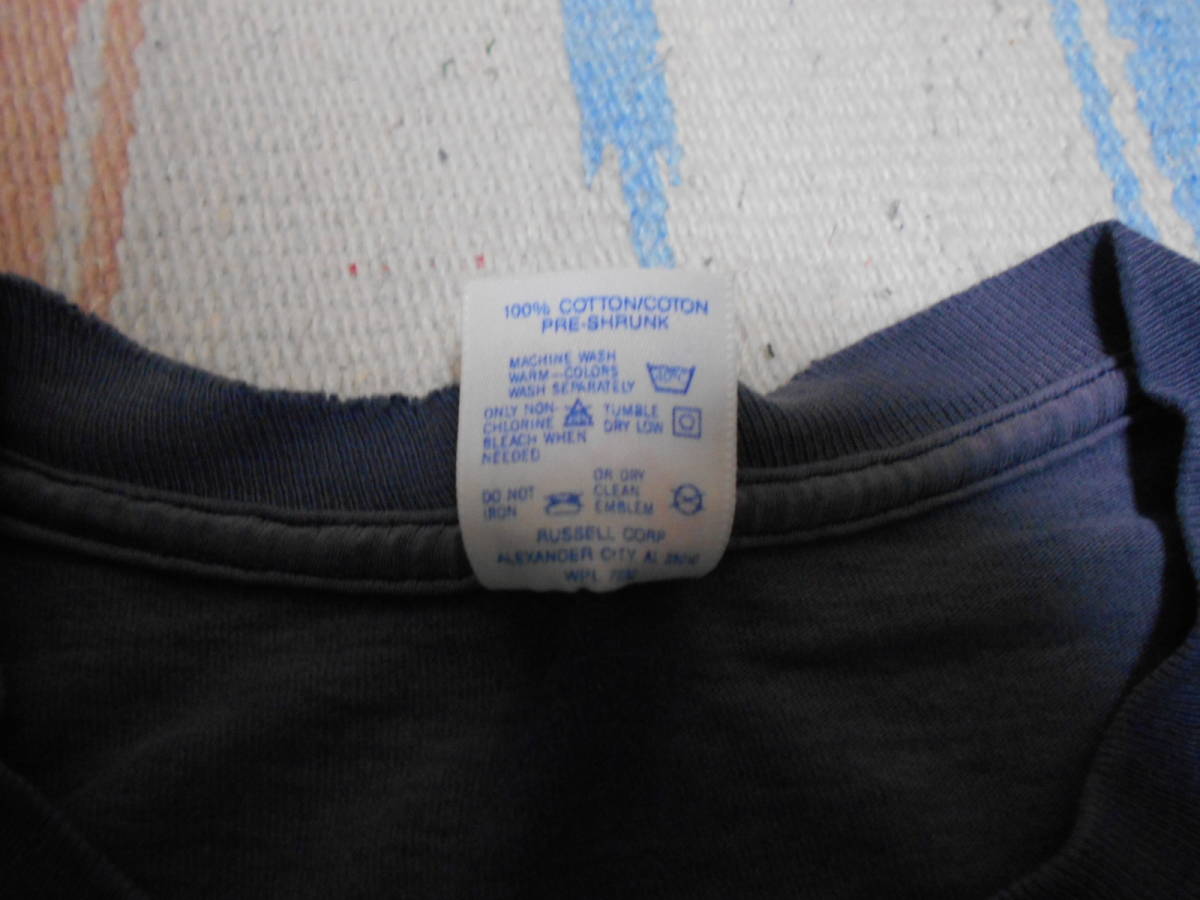 100% COTTON/COTON
PRE-SHRUNK
MACHINE WASH
WARM—COLORS
WASH SEPARATELY
ONLY NON-
CHLORINE
BLEACH WHEN
NEEDED
TUMBLE
DRY LOW
DO NOT
IRON
OR DRY
CLEAN
EMBLEM
RUSSELL CORP
ALEXANDER CITY AL
WPL